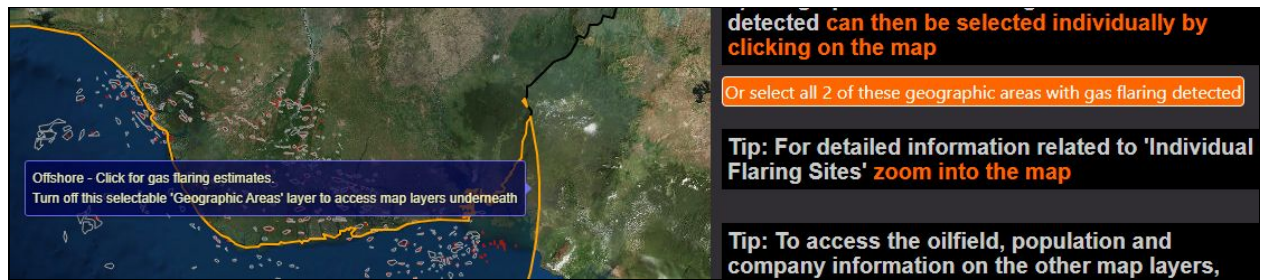 Offshore - Click for gas flaring estimates.
Turn off this selectable 'Geographic Areas' layer to access map layers underneath
detected can then be selected individually by
clicking on the map
Or select all 2 of these geographic areas with gas flaring detected
Tip: For detailed information related to 'Individual
Flaring Sites' zoom into the map
Tip: To access the oilfield, population and
company information on the other map layers,